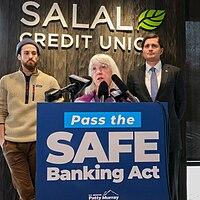 SALAL
CREDIT UNIO
Pass the
SAFE
Banking Act
Patty Murray